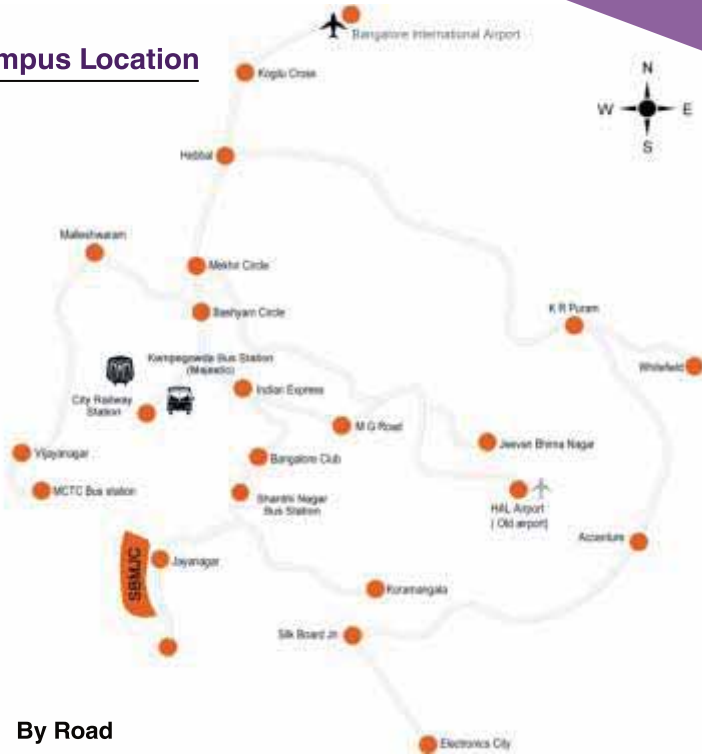 mpus Location
Bangalore International Airport
Kogilu Cross
N
W E
S
Hebbal
Malleshwaram
Mekhri Circle
Bashyam Circle
K R Puram
Whitefield
Kempegowda Bus Station
(Majestic)
Indian Express
City Railway
Station
M G Road
Jeevan Bhima Nagar
Vijayanagar
Bangalore Club
MCTC Bus station
Shanthi Nagar
Bus Station
HAL Airport
( Old airport)
Accenture
SBMJC
Jayanagar
Koramangala
Silk Board Jn
By Road
Electronics City